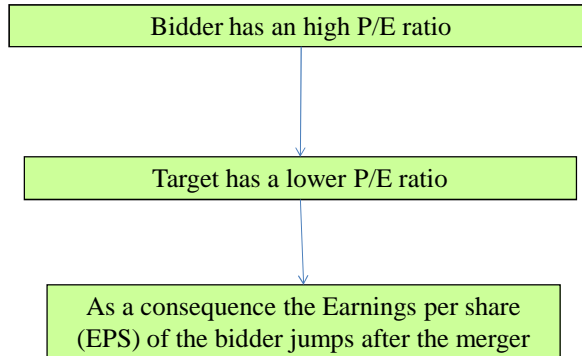 Bidder has an high P/E ratio
Target has a lower P/E ratio
As a consequence the Earnings per share
(EPS) of the bidder jumps after the merger